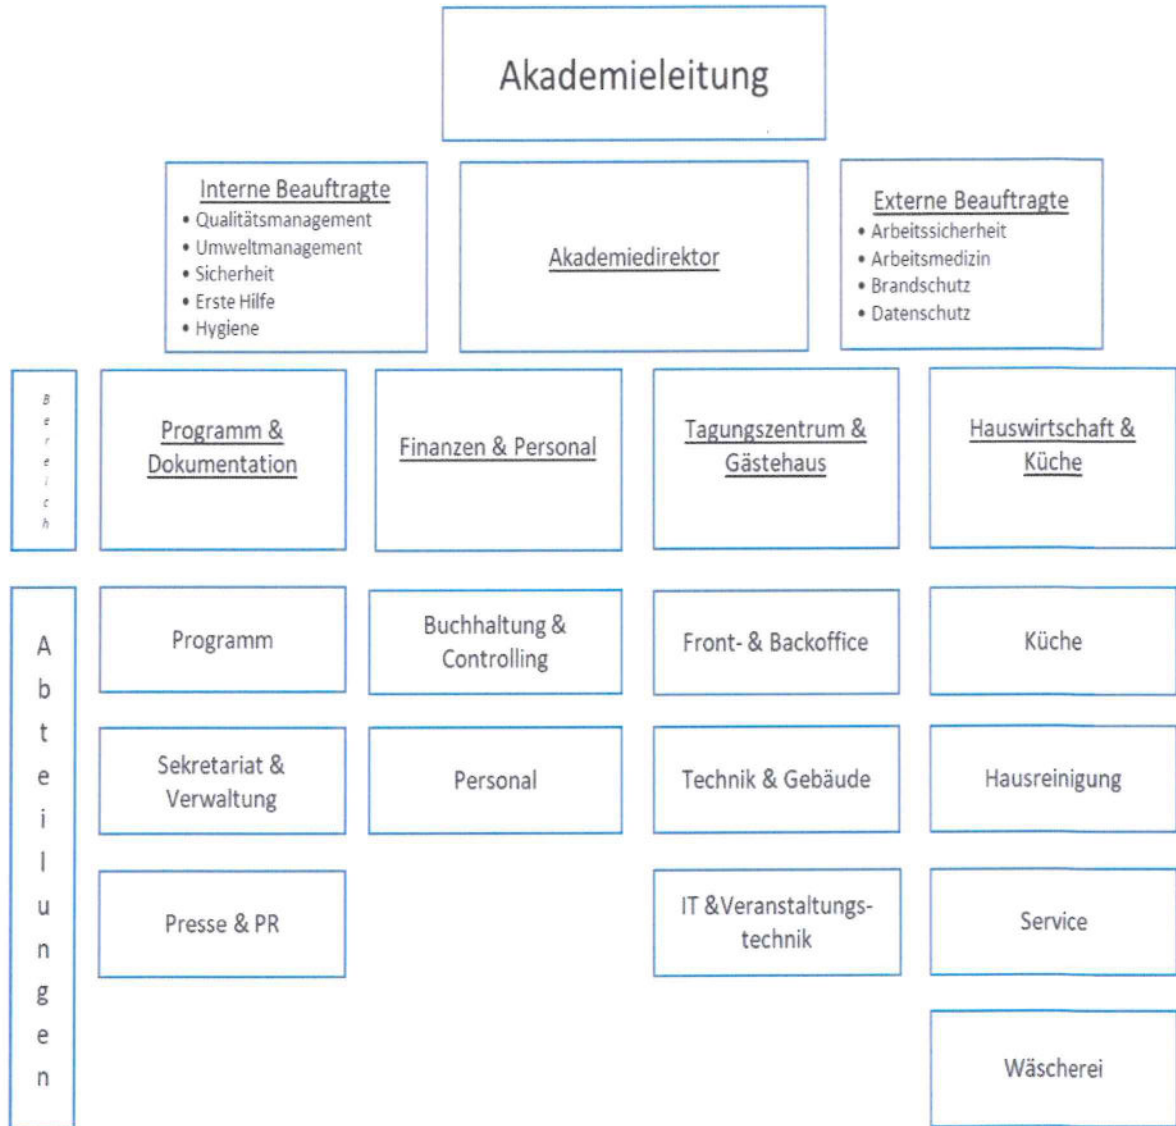 Akademieleitung
Interne Beauftragte
• Qualitätsmanagement
• Umweltmanagement
• Sicherheit
• Erste Hilfe
• Hygiene
Akademiedirektor
Externe Beauftragte
• Arbeitssicherheit
• Arbeitsmedizin
• Brandschutz
• Datenschutz
Bereich
Programm &
Dokumentation
Finanzen & Personal
Tagungszentrum &
Gästehaus
Hauswirtschaft &
Küche
Abteilungen
Programm
Buchhaltung &
Controlling
Front- & Backoffice
Küche
Sekretariat &
Verwaltung
Personal
Technik & Gebäude
Hausreinigung
Presse & PR
IT &Veranstaltungs-
technik
Service
Wäscherei